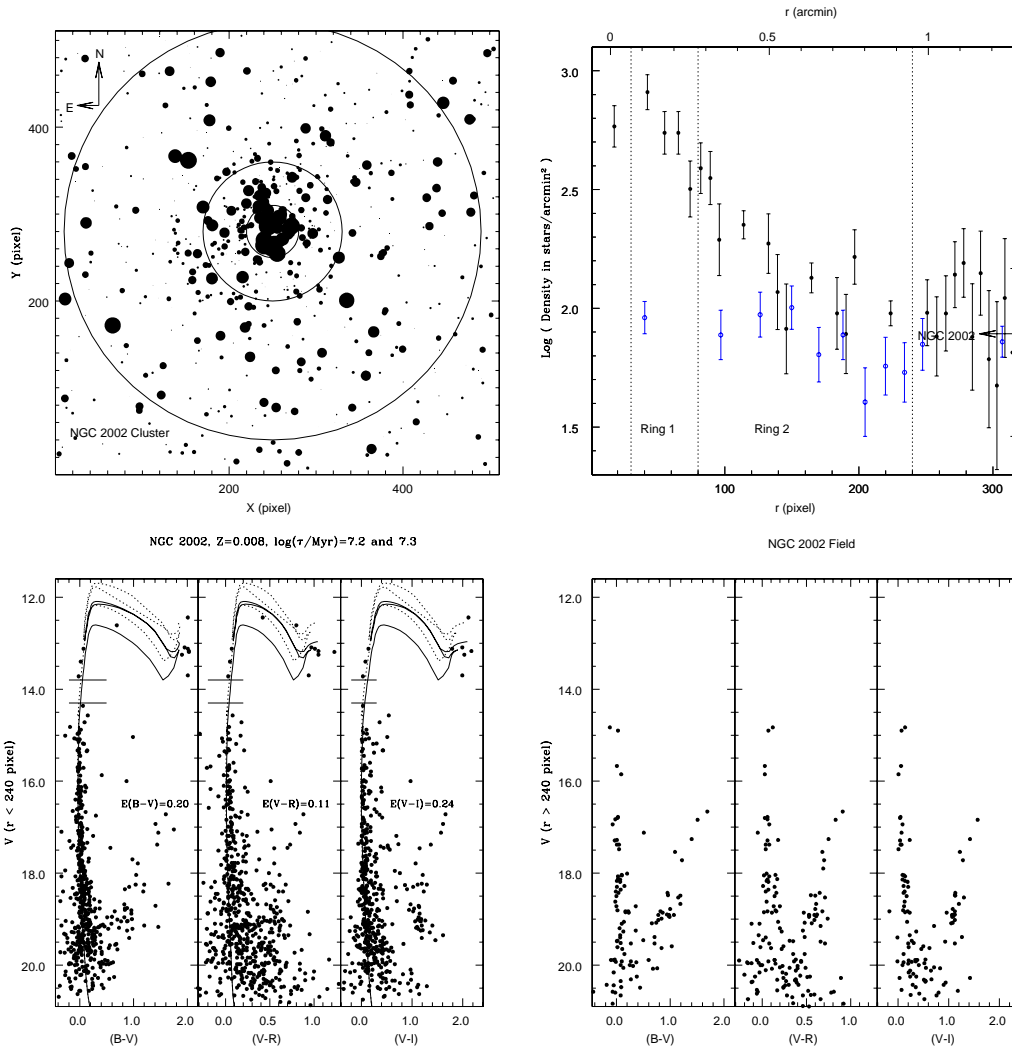 N
E
400
200
Y (pixel)
NGC 2002 Cluster
200 400
X (pixel)
r (arcmin)
0 0.5 1
3.0
2.5
2.0
1.5
Log ( Density in stars/arcmin²
NGC 2002
Ring 1 Ring 2
100 200 300
r (pixel)
NGC 2002, Z=0.008, log(τ/Myr)=7.2 and 7.3
12.0
14.0
16.0
18.0
20.0
V (r < 240 pixel)
E(B-V)=0.20 E(V-R)=0.11 E(V-I)=0.24
0.0 1.0 2.0 0.0 0.5 1.0 0.0 1.0 2.0
(B-V) (V-R) (V-I)
NGC 2002 Field
12.0
14.0
16.0
18.0
20.0
V (r > 240 pixel)
0.0 1.0 2.0 0.0 0.5 1.0 0.0 1.0 2.0
(B-V) (V-R) (V-I)